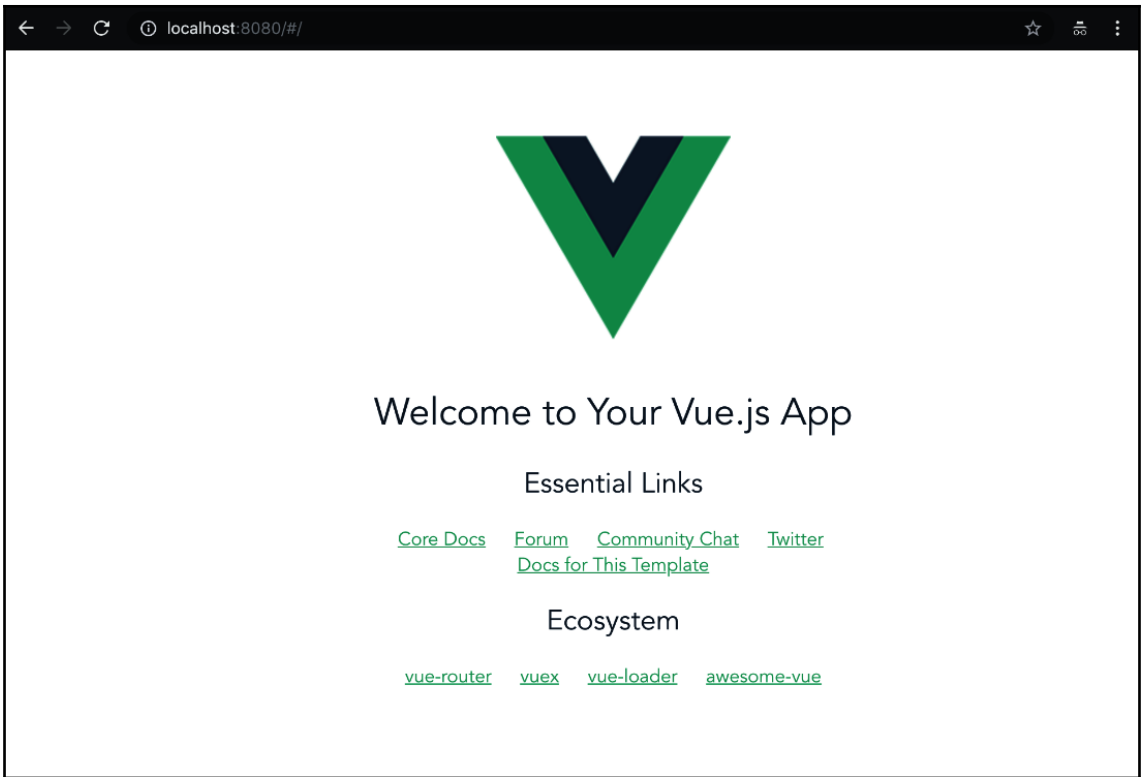 localhost:8080/#/
Welcome to Your Vue.js App
Essential Links
Core Docs Forum Community Chat Twitter
Docs for This Template
Ecosystem
vue-router vuex vue-loader awesome-vue